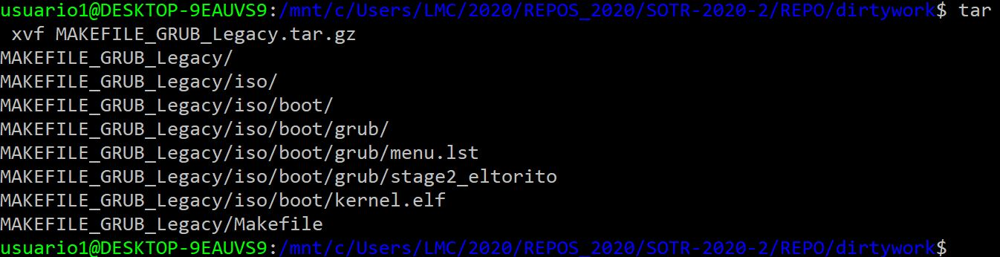 usuario1@DESKTOP-9EAUVS9:/mnt/c/Users/LMC/2020/REPOS_2020/SOTR-2020-2/REPO/dirtywork$ tar
 xvf MAKEFILE_GRUB_Legacy.tar.gz
MAKEFILE_GRUB_Legacy/
MAKEFILE_GRUB_Legacy/iso/
MAKEFILE_GRUB_Legacy/iso/boot/
MAKEFILE_GRUB_Legacy/iso/boot/grub/
MAKEFILE_GRUB_Legacy/iso/boot/grub/menu.lst
MAKEFILE_GRUB_Legacy/iso/boot/grub/stage2_eltorito
MAKEFILE_GRUB_Legacy/iso/boot/kernel.elf
MAKEFILE_GRUB_Legacy/Makefile
usuario1@DESKTOP-9EAUVS9:/mnt/c/Users/LMC/2020/REPOS_2020/SOTR-2020-2/REPO/dirtywork$